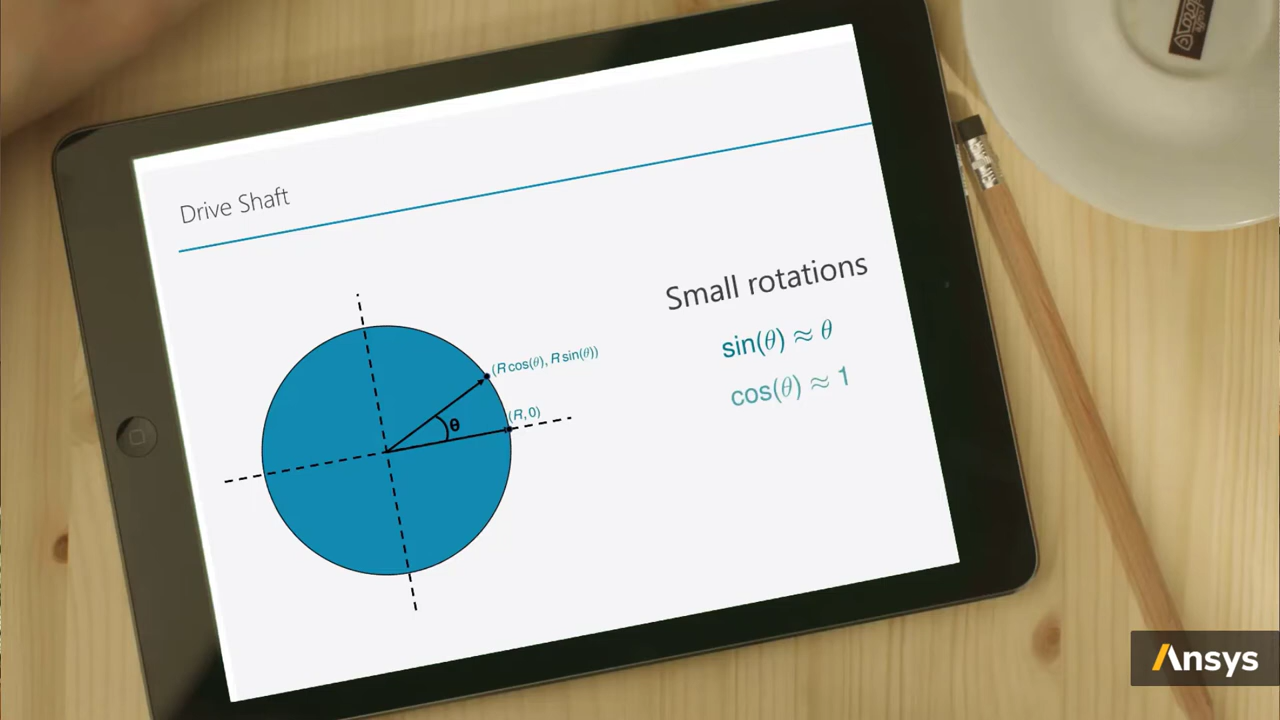 Drive Shaft
Small rotations
sin(θ) ≈ θ
cos(θ) ≈ 1
(R cos(θ), R sin(θ))
(R, 0)
θ
Ansys